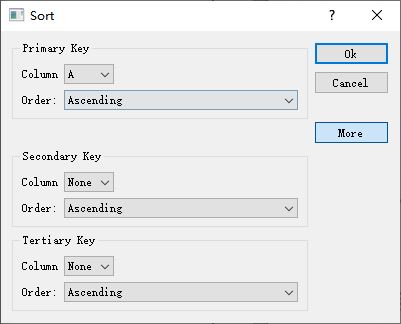 Sort
?
Primary Key
Column A
Order: Ascending
Ok
Cancel
More
Secondary Key
Column None
Order: Ascending
Tertiary Key
Column None
Order: Ascending